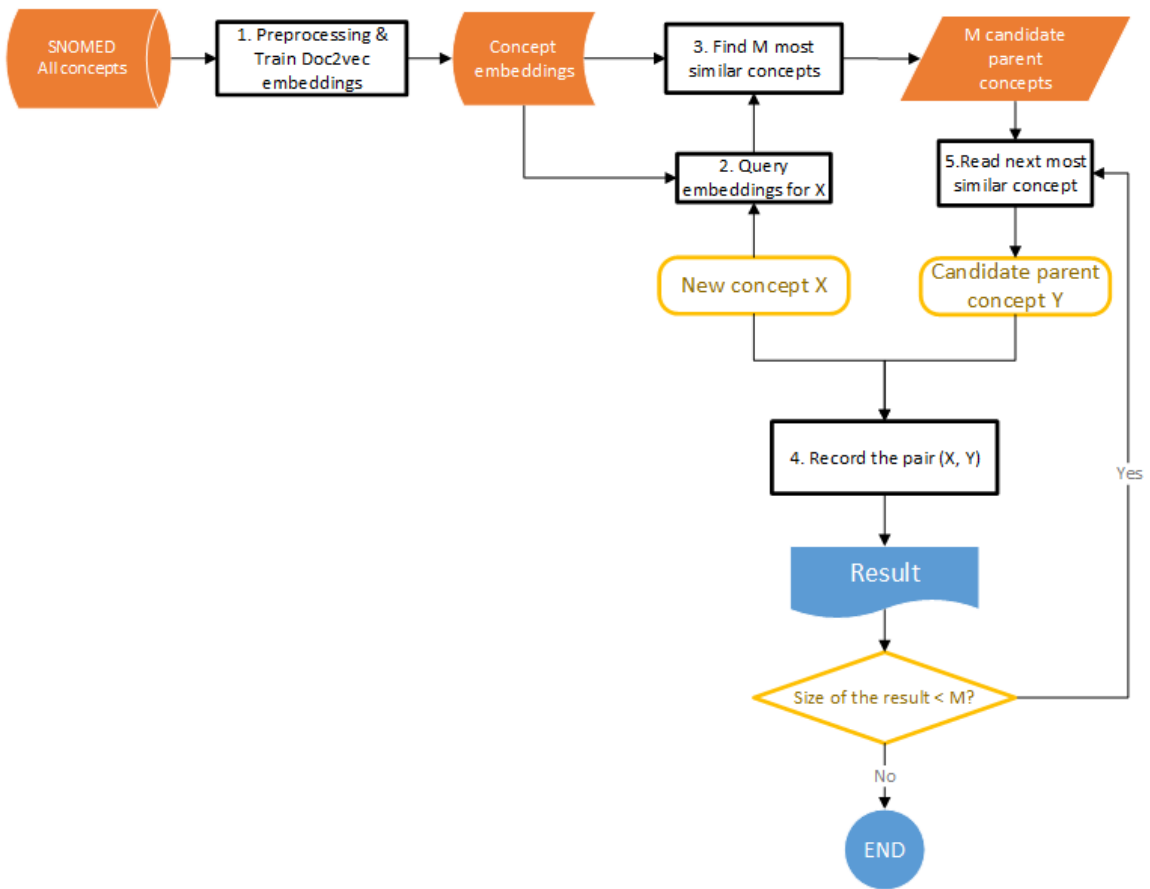 SNOMED
All concepts
1. Preprocessing &
Train Doc2vec
embeddings
Concept
embeddings
3. Find M most
similar concepts
M candidate
parent
concepts
2. Query
embeddings for X
5.Read next most
similar concept
New concept X
Candidate parent
concept Y
4. Record the pair (X, Y)
Yes
Result
Size of the result < M?
No
END